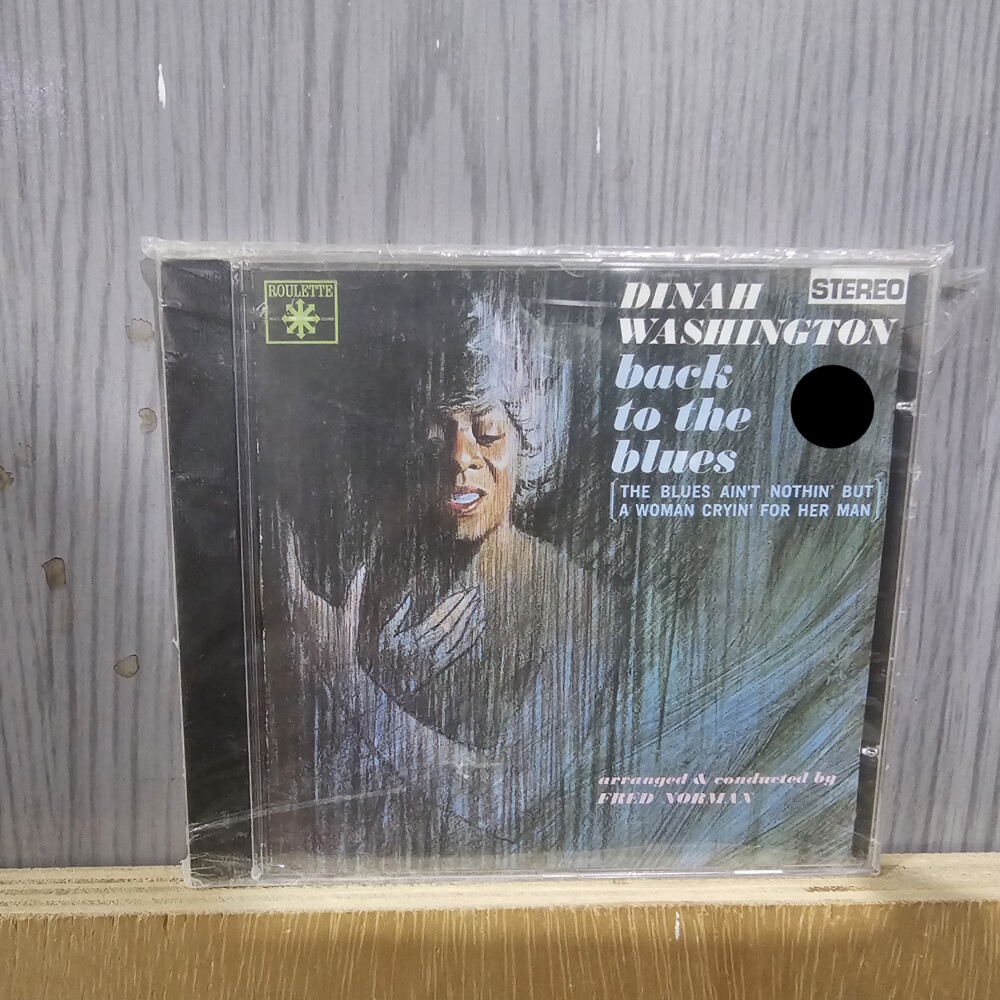 ROULETTE
STEREO
DINAH
WASHINGTON
back
to the
blues
[THE BLUES AIN'T NOTHIN' BUT
A WOMAN CRYIN' FOR HER MAN]
arranged & conducted by
FRED NORMAN